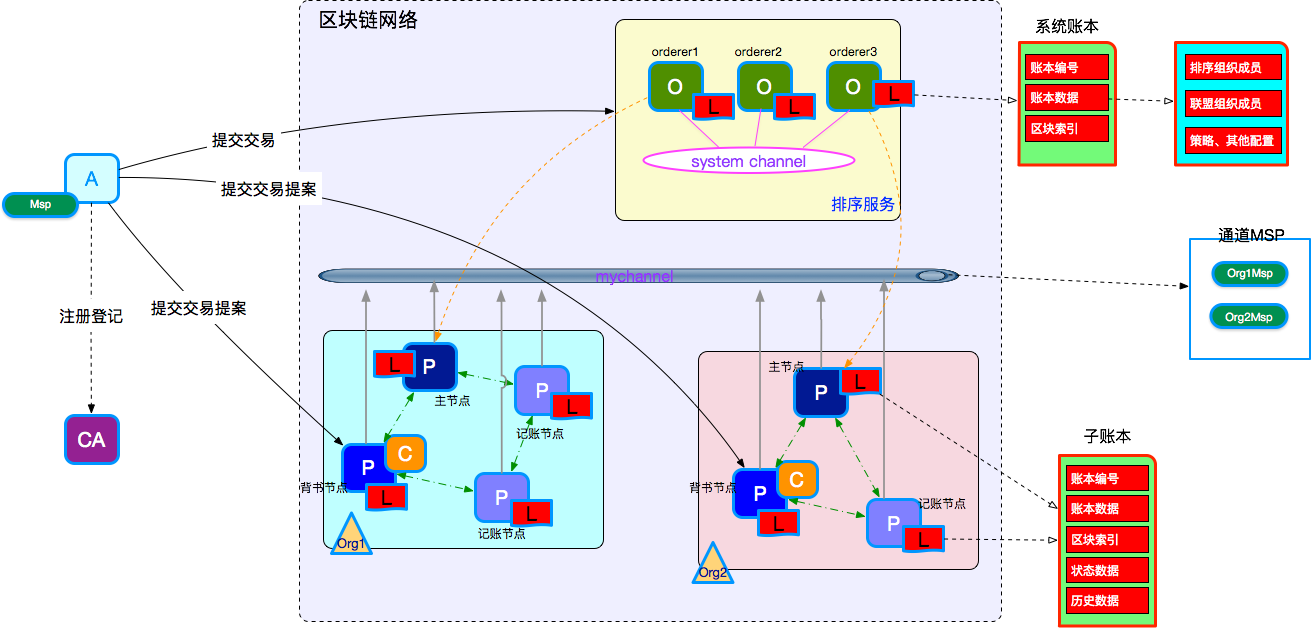 区块链网络
orderer1
orderer2
orderer3
O
O
O
L
L
L
system channel
排序服务
系统账本
账本编号
账本数据
区块索引
排序组织成员
联盟组织成员
策略、其他配置
提交交易
A
Msp
提交交易提案
提交交易提案
注册登记
CA
mychannel
通道MSP
Org1Msp
Org2Msp
L
P
主节点
P
L
记账节点
P
C
L
背书节点
P
L
记账节点
Org1
主节点
P
L
背书节点
P
C
L
记账节点
P
L
Org2
子账本
账本编号
账本数据
区块索引
状态数据
历史数据